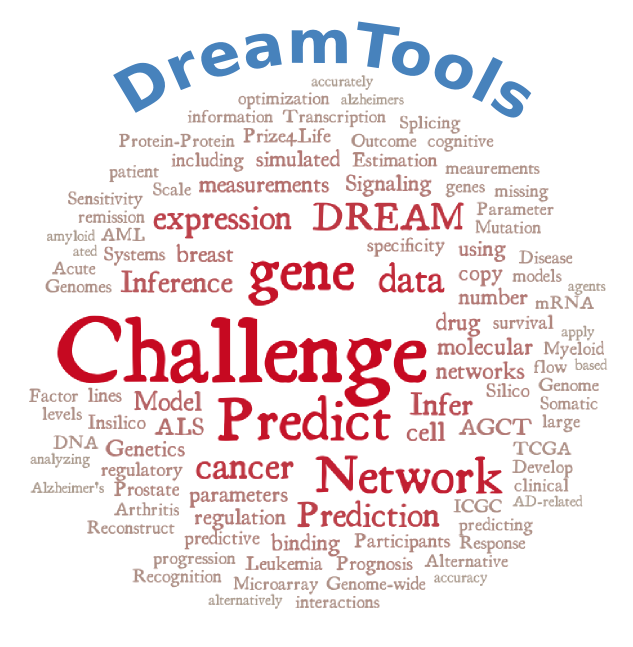 DreamTools
accurately
optimization alzheimers
information Transcription Splicing
Protein-Protein Prize4Life Outcome cognitive
including simulated Estimation meaurements
patient Scale measurements Signaling genes missing
Sensitivity
remission expression DREAM Parameter
Mutation
amyloid AML specificity using Disease
ated Systems breast gene data copy models
Acute Inference agents
Genomes number mRNA
Challenge drug survival apply
molecular Myeloid
networks flow based
Factor lines Model Predict Infer Silico Genome
levels Insilico ALS cell AGCT Somatic
large
DNA Genetics TCGA
analyzing regulatory cancer Network Develop
Alzheimer's Prostate parameters clinical
Arthritis regulation Prediction ICGC AD-related
Reconstruct predicting
predictive binding Participants Response
progression Leukemia Prognosis Alternative
Recognition Microarray Genome-wide accuracy
alternatively interactions